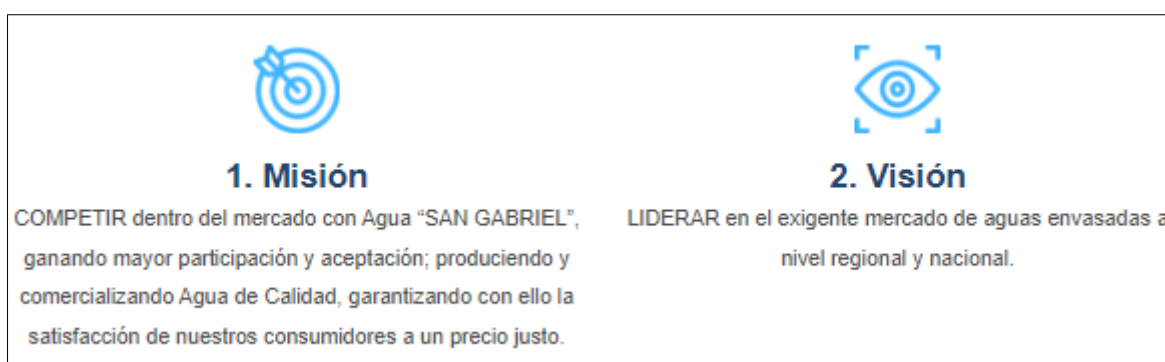 1. Misión
COMPETIR dentro del mercado con Agua “SAN GABRIEL”,
ganando mayor participación y aceptación; produciendo y
comercializando Agua de Calidad, garantizando con ello la
satisfacción de nuestros consumidores a un precio justo.
2. Visión
LIDERAR en el exigente mercado de aguas envasadas a
nivel regional y nacional.